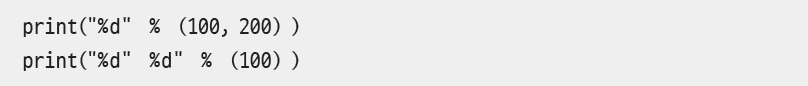 print("%d" % (100, 200) )
print("%d" %d" % (100) )